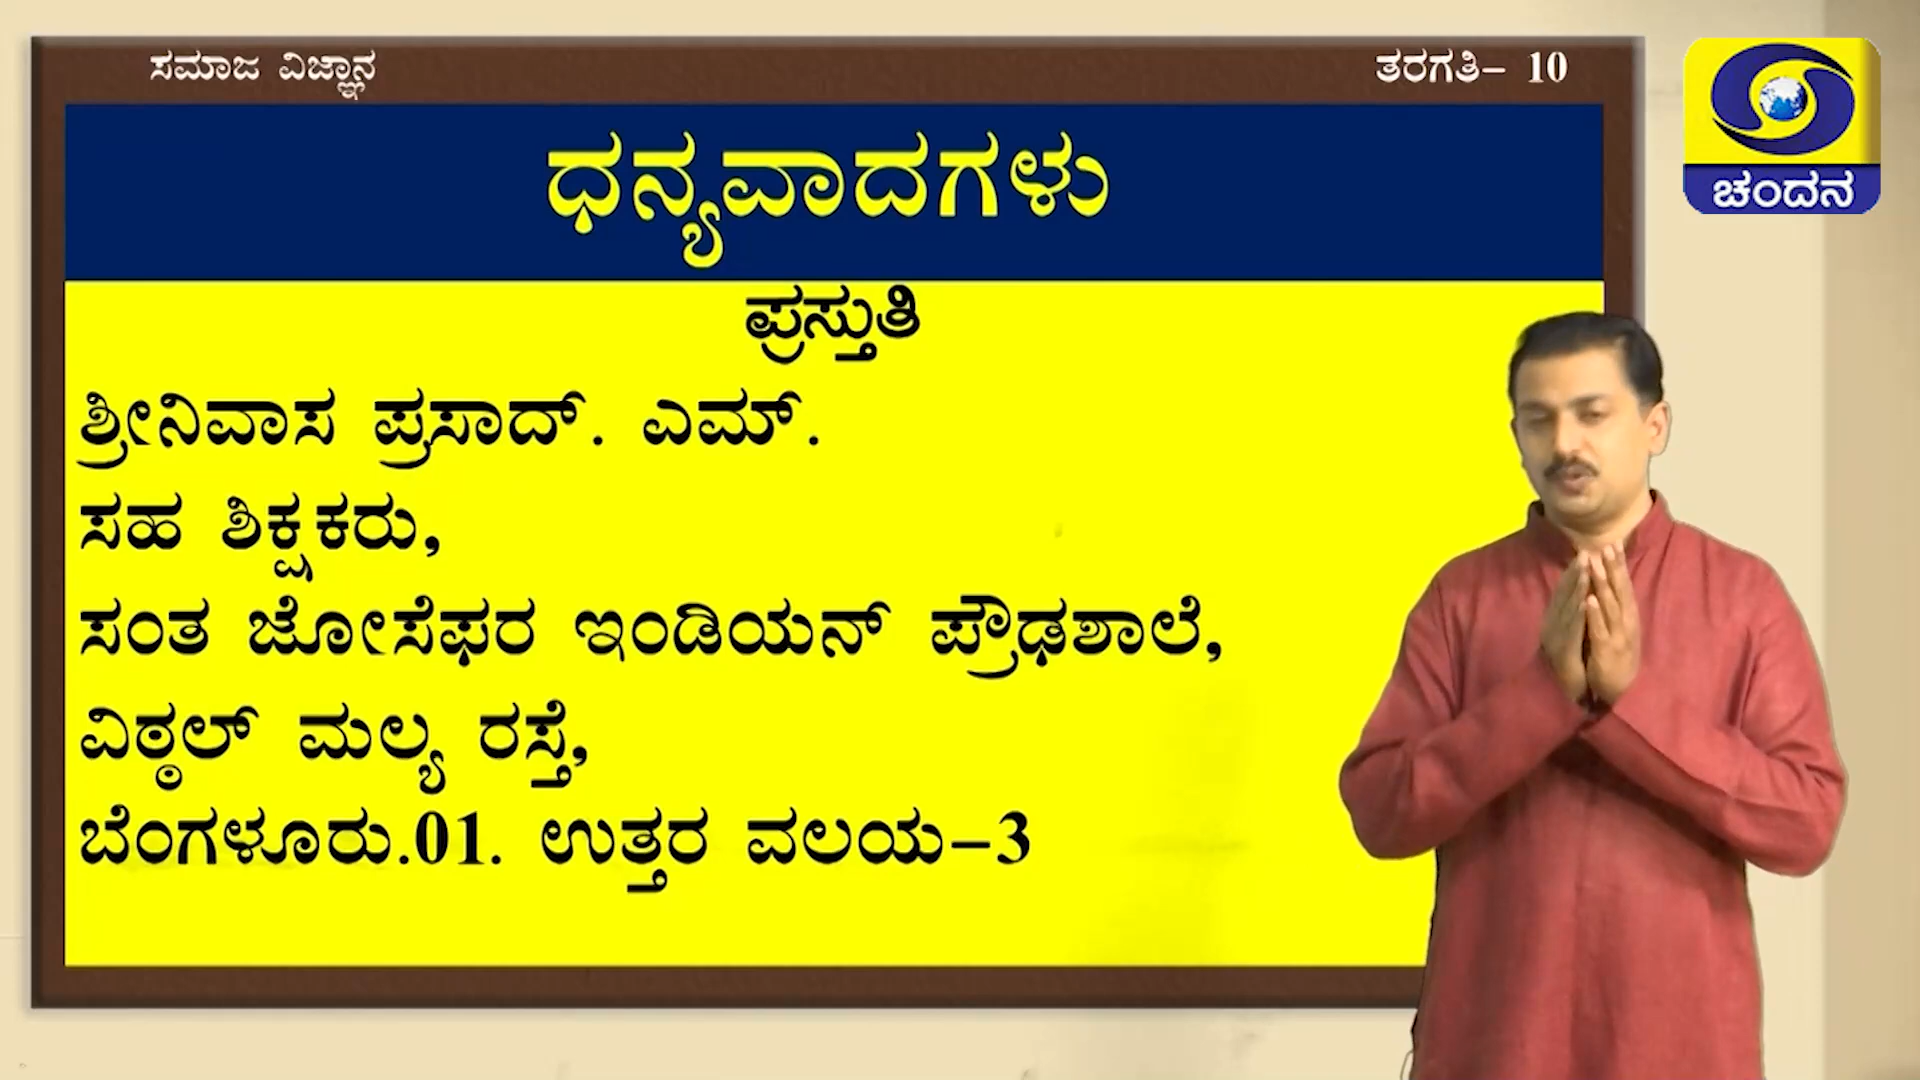 ಸಮಾಜ ವಿಜ್ಞಾನ
ತರಗತಿ- 10
ಚಂದನ
ಧನ್ಯವಾದಗಳು
ಪ್ರಸ್ತುತಿ
ಶ್ರೀನಿವಾಸ ಪ್ರಸಾದ್. ಎಮ್.
ಸಹ ಶಿಕ್ಷಕರು,
ಸಂತ ಜೋಸೆಫರ ಇಂಡಿಯನ್ ಪ್ರೌಢಶಾಲೆ,
ವಿಠ್ಠಲ್ ಮಲ್ಯ ರಸ್ತೆ,
ಬೆಂಗಳೂರು.01. ಉತ್ತರ ವಲಯ-3